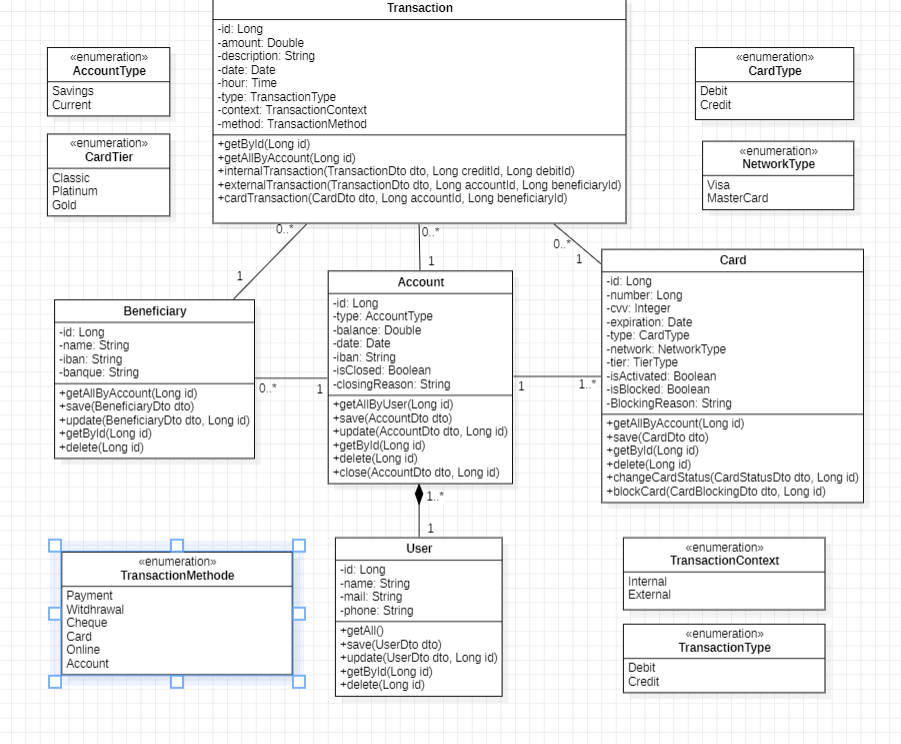 Transaction
-id: Long
-amount: Double
-description: String
-date: Date
-hour: Time
-type: TransactionType
-context: TransactionContext
-method: TransactionMethod
+getById(Long id)
+getAllByAccount(Long id)
+internalTransaction(TransactionDto dto, Long creditId, Long debitId)
+externalTransaction(TransactionDto dto, Long accountId, Long beneficiaryId)
+cardTransaction(CardDto dto, Long accountId, Long beneficiaryId)
«enumeration»
AccountType
Savings
Current
«enumeration»
CardTier
Classic
Platinum
Gold
«enumeration»
CardType
Debit
Credit
«enumeration»
NetworkType
Visa
MasterCard
0..*
1
0..*
1
0..*
1
Beneficiary
-id: Long
-name: String
-iban: String
-banque: String
+getAllByAccount(Long id)
+save(BeneficiaryDto dto)
+update(BeneficiaryDto dto, Long id)
+getById(Long id)
+delete(Long id)
0..*
1
Account
-id: Long
-type: AccountType
-balance: Double
-date: Date
-iban: String
-isClosed: Boolean
-closingReason: String
+getAllByUser(Long id)
+save(AccountDto dto)
+update(AccountDto dto, Long id)
+getById(Long id)
+delete(Long id)
+close(AccountDto dto, Long id)
1
1..*
Card
-id: Long
-number: Long
-cvv: Integer
-expiration: Date
-type: CardType
-network: NetworkType
-tier: TierType
-isActivated: Boolean
-isBlocked: Boolean
-BlockingReason: String
+getAllByAccount(Long id)
+save(CardDto dto)
+getById(Long id)
+delete(Long id)
+changeCardStatus(CardStatusDto dto, Long id)
+blockCard(CardBlockingDto dto, Long id)
1..*
1
User
-id: Long
-name: String
-mail: String
-phone: String
+getAll()
+save(UserDto dto)
+update(UserDto dto, Long id)
+getById(Long id)
+delete(Long id)
«enumeration»
TransactionMethode
Payment
Witdhrawal
Cheque
Card
Online
Account
«enumeration»
TransactionContext
Internal
External
«enumeration»
TransactionType
Debit
Credit